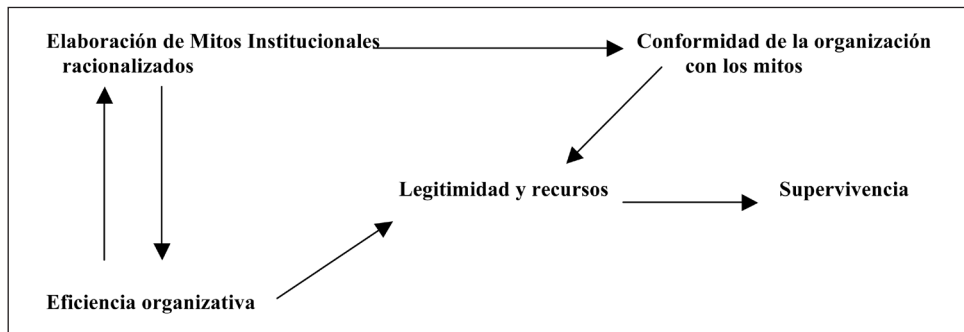 Elaboración de Mitos Institucionales
racionalizados
Conformidad de la organización
con los mitos
Legitimidad y recursos
Supervivencia
Eficiencia organizativa